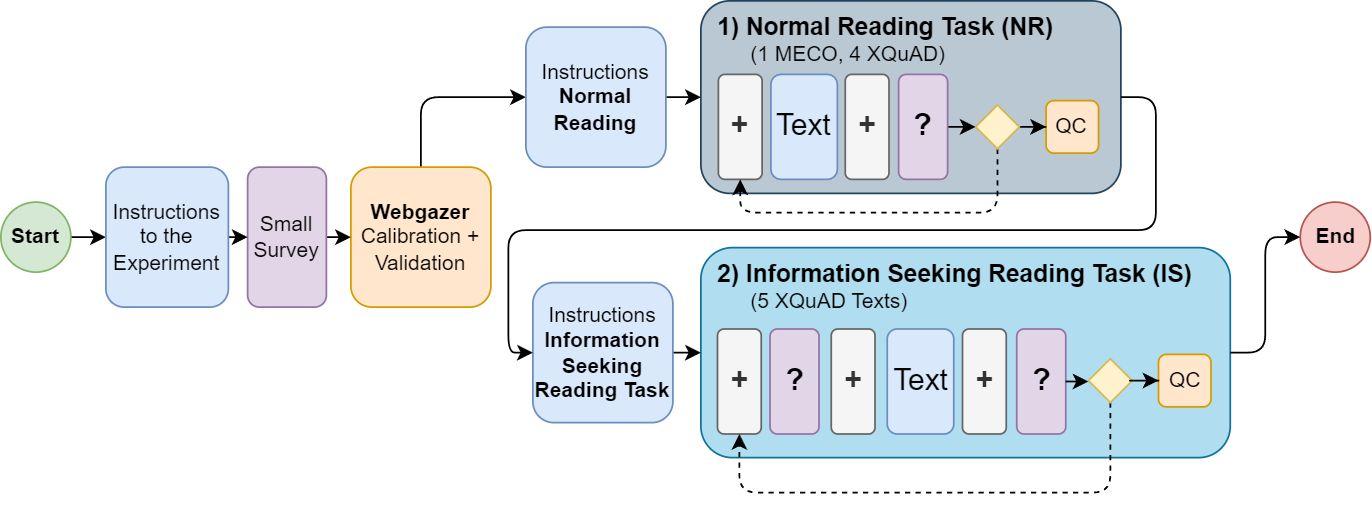 Start
Instructions
to the
Experiment
Small
Survey
Webgazer
Calibration +
Validation
Instructions
Normal
Reading
1) Normal Reading Task (NR)
(1 MECO, 4 XQuAD)
+
Text
+
?
QC
Instructions
Information
Seeking
Reading Task
2) Information Seeking Reading Task (IS)
(5 XQuAD Texts)
+
?
+
Text
+
?
QC
End